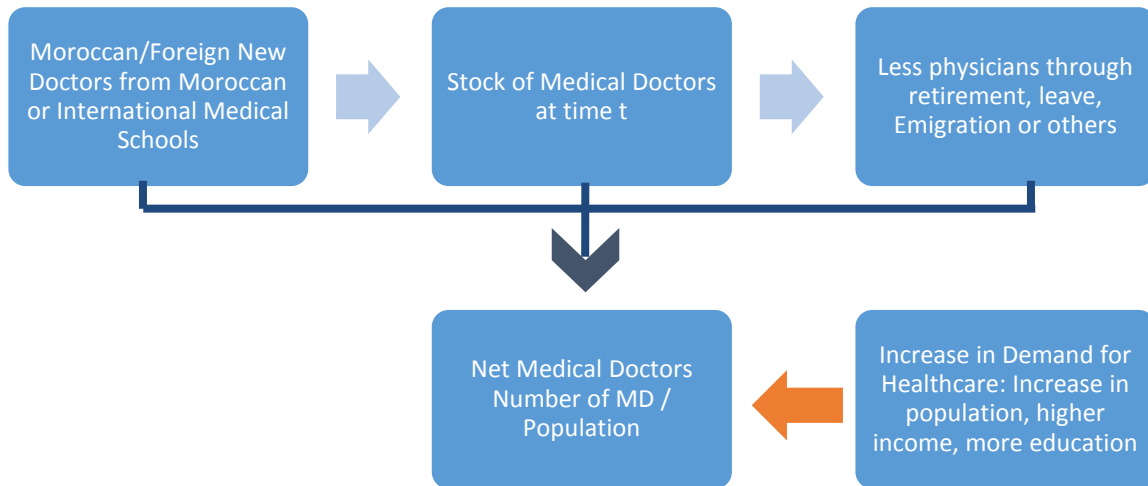 Moroccan/Foreign New
Doctors from Moroccan
or International Medical
Schools
Stock of Medical Doctors
at time t
Less physicians through
retirement, leave,
Emigration or others
Net Medical Doctors
Number of MD /
Population
Increase in Demand for
Healthcare: Increase in
population, higher
income, more education